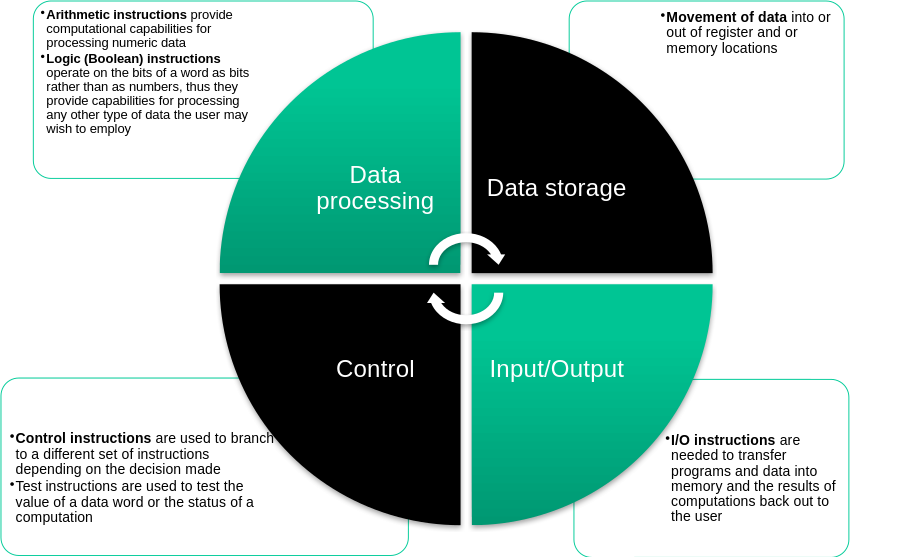 •Arithmetic instructions provide
computational capabilities for
processing numeric data
•Logic (Boolean) instructions
operate on the bits of a word as bits
rather than as numbers, thus they
provide capabilities for processing
any other type of data the user may
wish to employ
•Movement of data into or
out of register and or
memory locations
Data
processing
Data storage
Control
Input/Output
•Control instructions are used to branch
to a different set of instructions
depending on the decision made
•Test instructions are used to test the
value of a data word or the status of a
computation
•I/O instructions are
needed to transfer
programs and data into
memory and the results of
computations back out to
the user